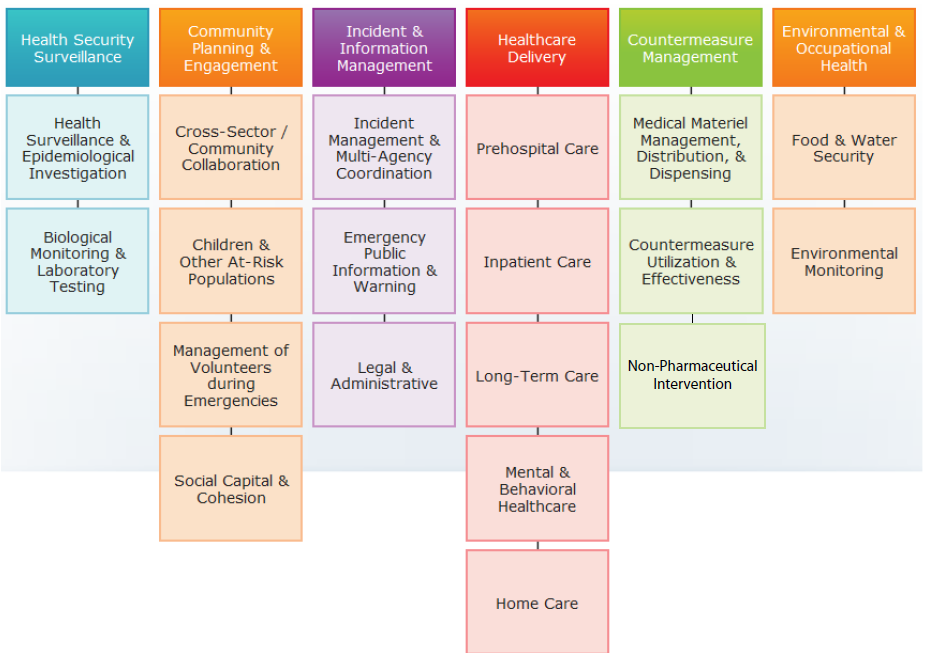 Health Security
Surveillance
Community
Planning &
Engagement
Incident &
Information
Management
Healthcare
Delivery
Countermeasure
Management
Environmental &
Occupational
Health
Health
Surveillance &
Epidemiological
Investigation
Cross-Sector /
Community
Collaboration
Incident
Management &
Multi-Agency
Coordination
Prehospital Care
Medical Materiel
Management,
Distribution, &
Dispensing
Food & Water
Security
Biological
Monitoring &
Laboratory
Testing
Children &
Other At-Risk
Populations
Emergency
Public
Information &
Warning
Inpatient Care
Countermeasure
Utilization &
Effectiveness
Environmental
Monitoring
Management of
Volunteers
during
Emergencies
Legal &
Administrative
Long-Term Care
Non-Pharmaceutical
Intervention
Social Capital &
Cohesion
Mental &
Behavioral
Healthcare
Home Care